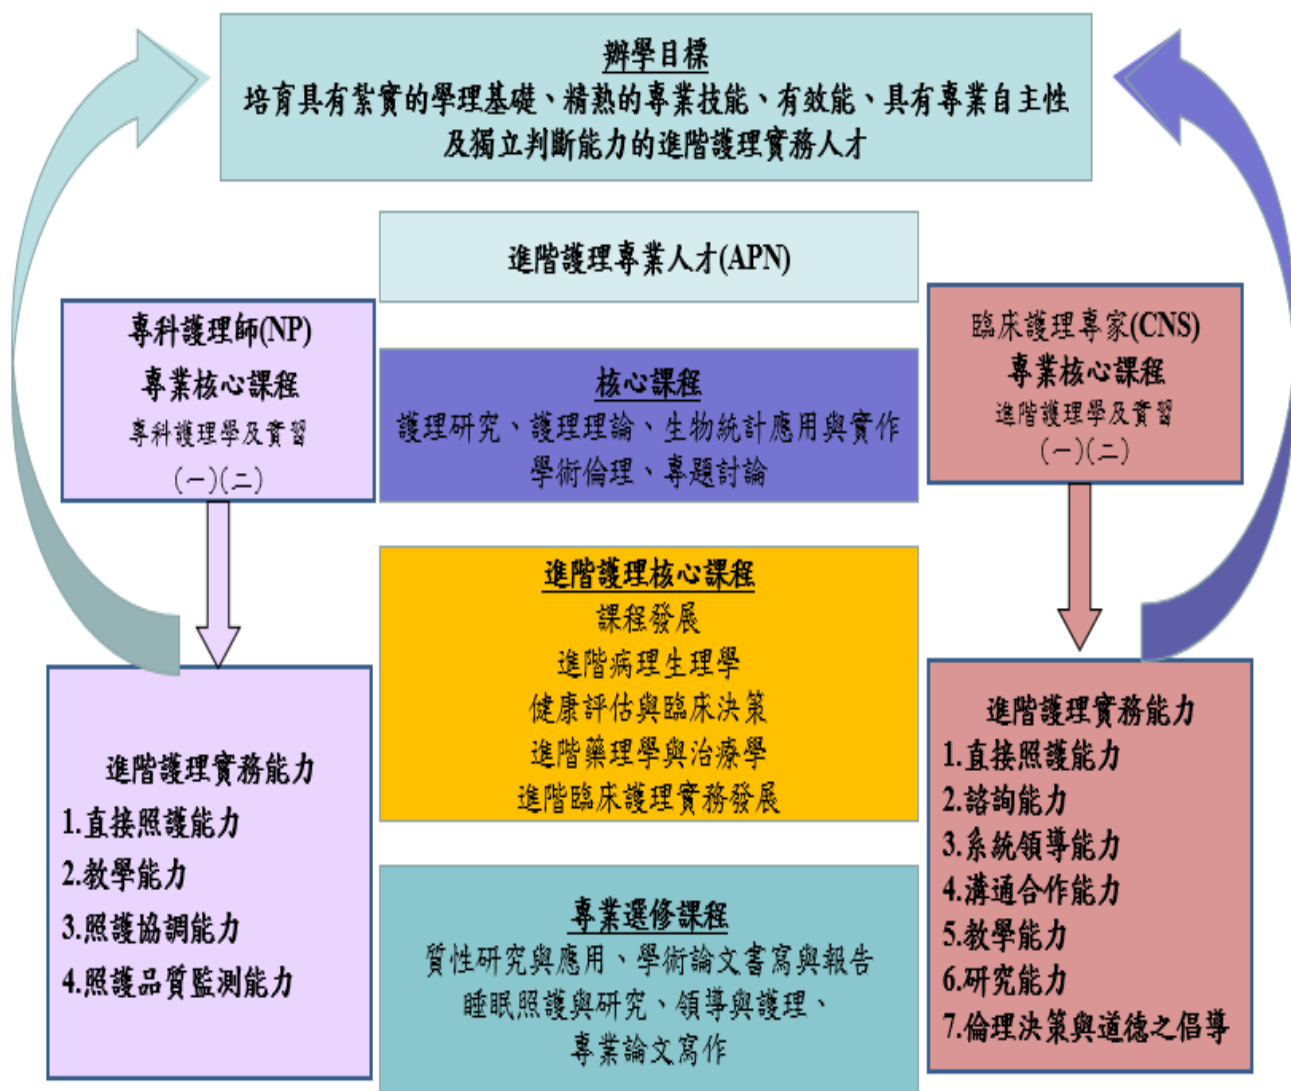 辦學目標
培育具有紮實的學理基礎、精熟的專業技能、有效能、具有專業自主性
及獨立判斷能力的進階護理實務人才
進階護理專業人才(APN)
專科護理師(NP)
專業核心課程
專科護理學及實習
(一)(二)
核心課程
護理研究、護理理論、生物統計應用與實作
學術倫理、專題討論
臨床護理專家(CNS)
專業核心課程
進階護理學及實習
(一)(二)
進階護理核心課程
課程發展
進階病理生理學
健康評估與臨床決策
進階藥理學與治療學
進階臨床護理實務發展
進階護理實務能力
1.直接照護能力
2.教學能力
3.照護協調能力
4.照護品質監測能力
專業選修課程
質性研究與應用、學術論文書寫與報告
睡眠照護與研究、領導與護理、
專業論文寫作
進階護理實務能力
1.直接照護能力
2.諮詢能力
3.系統領導能力
4.溝通合作能力
5.教學能力
6.研究能力
7.倫理決策與道德之倡導